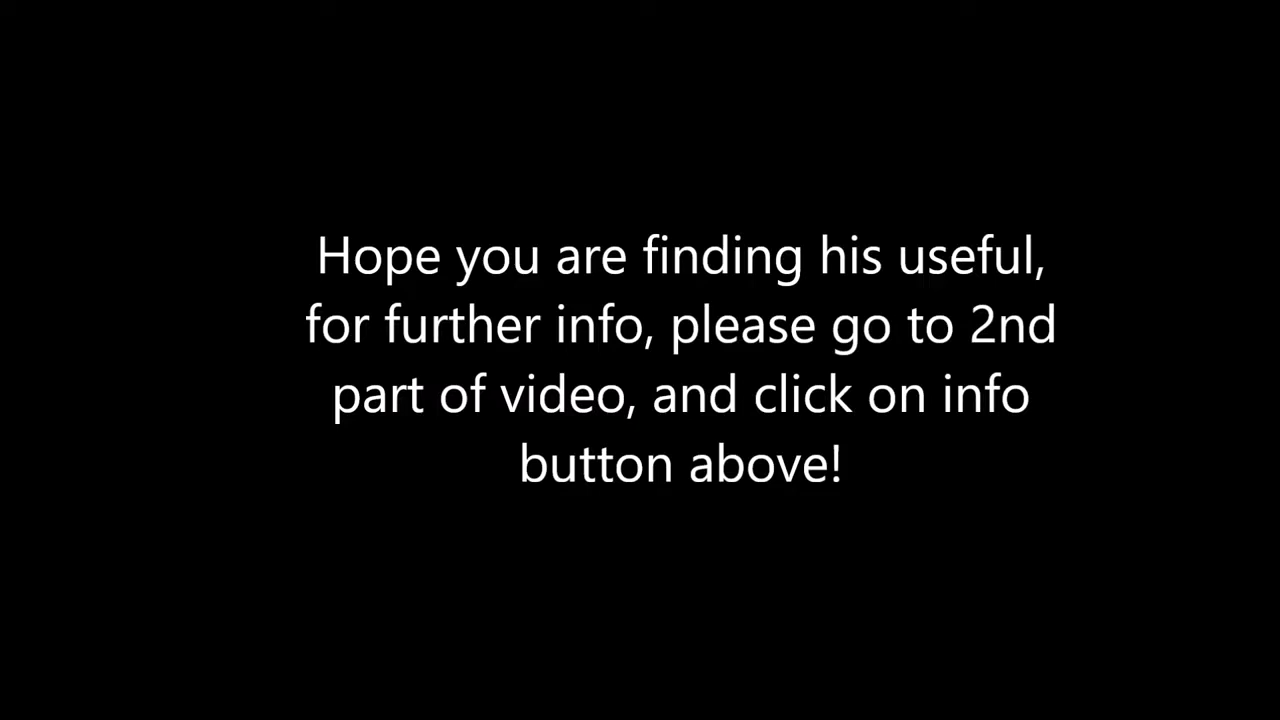 Hope you are finding his useful,
for further info, please go to 2nd
part of video, and click on info
button above!